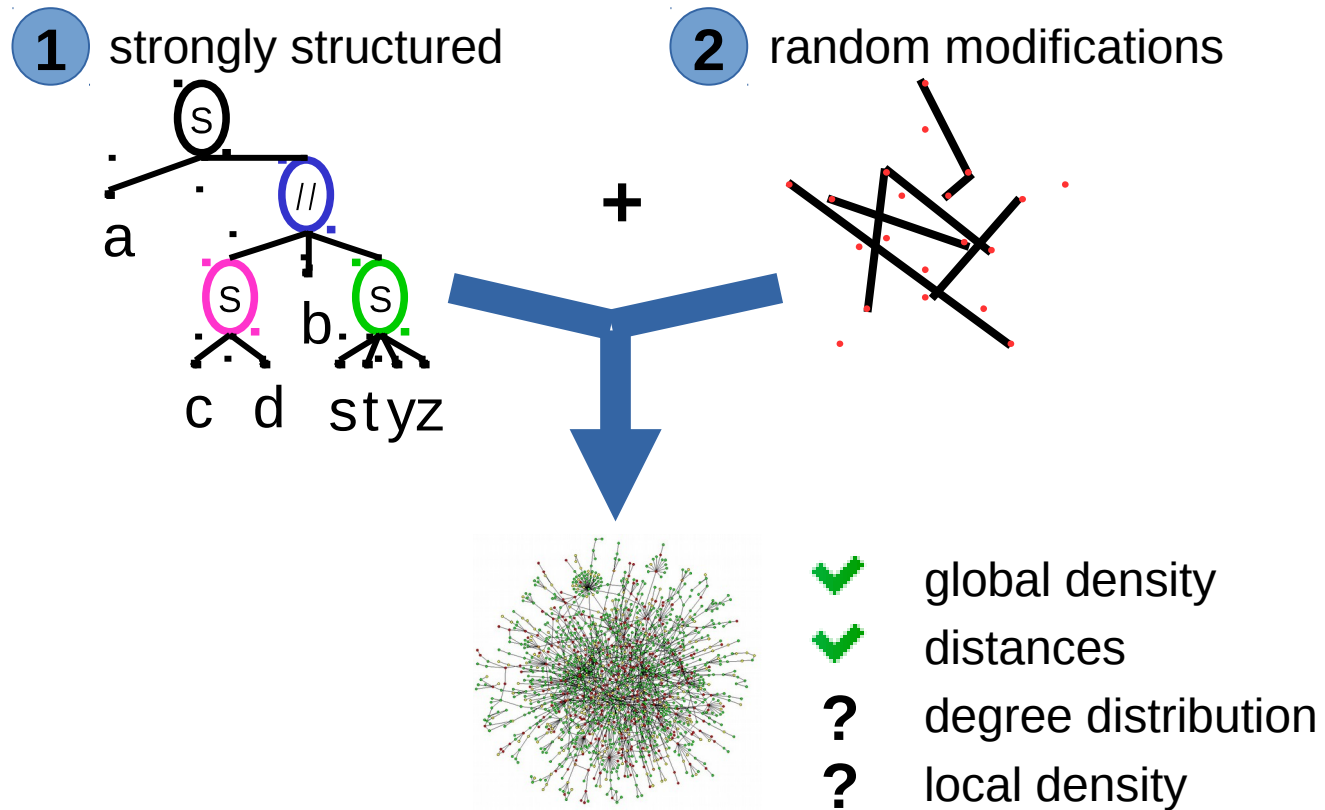 1 strongly structured
2 random modifications
S
//
+
a
S
S
b
c d s t y z
global density
distances
? degree distribution
? local density